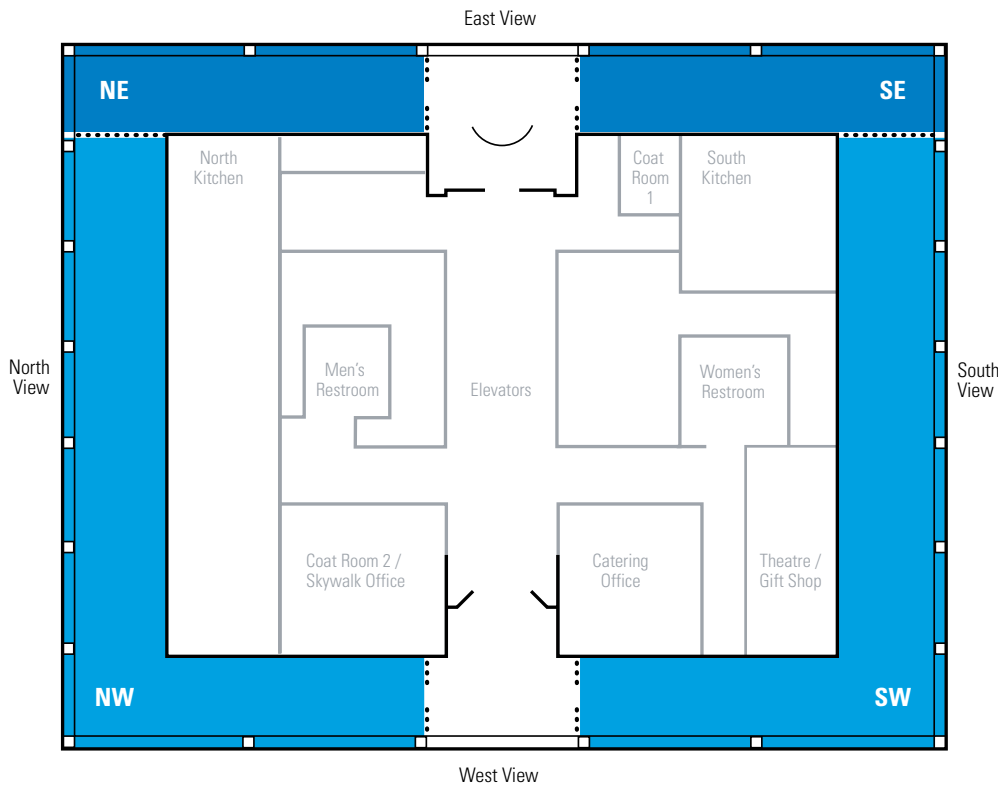 East View
NE
SE
North
Kitchen
Coat
Room
1
South
Kitchen
North
View
Men's
Restroom
Elevators
Women's
Restroom
South
View
Coat Room 2 /
Skywalk Office
Catering
Office
Theatre /
Gift Shop
NW
SW
West View